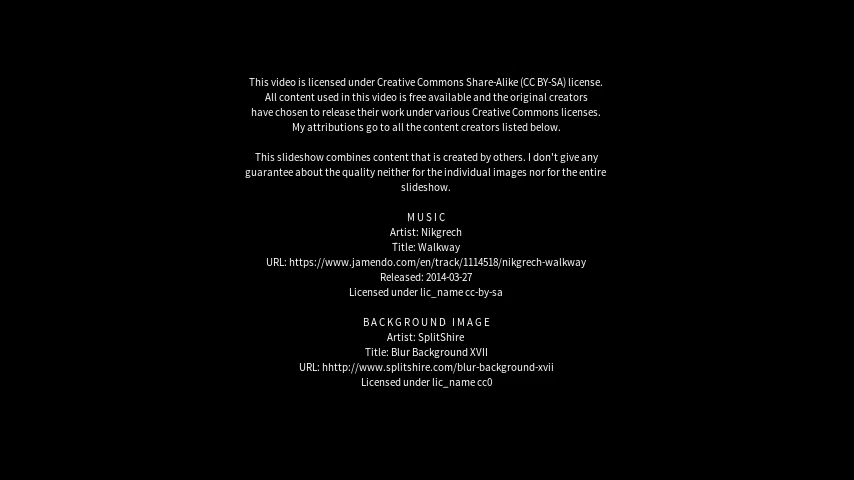 This video is licensed under Creative Commons Share-Alike (CC BY-SA) license.
All content used in this video is free available and the original creators
have chosen to release their work under various Creative Commons licenses.
My attributions go to all the content creators listed below.
This slideshow combines content that is created by others. I don't give any
guarantee about the quality neither for the individual images nor for the entire
slideshow.
MUSIC
Artist: Nikgrech
Title: Walkway
URL: https://www.jamendo.com/en/track/1114518/nikgrech-walkway
Released: 2014-03-27
Licensed under lic_name cc-by-sa
BACKGROUND IMAGE
Artist: SplitShire
Title: Blur Background XVII
URL: hhttp://www.splitshire.com/blur-background-xvii
Licensed under lic_name cc0